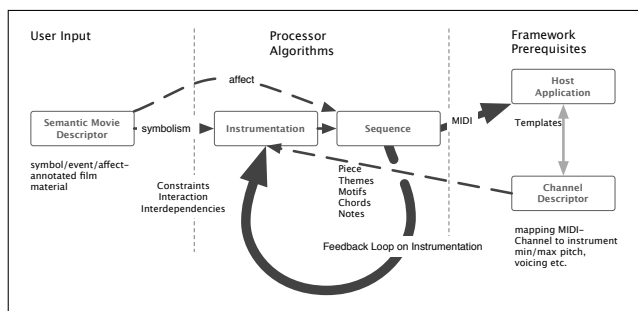 User Input
Processor
Algorithms
Framework
Prerequisites
affect
Host
Application
Semantic Movie
Descriptor
symbolism
Instrumentation
Sequence
MIDI
Templates
symbol/event/affect-
annotated film
material
Constraints
Interaction
Interdependencies
Piece
Themes
Motifs
Chords
Notes
Channel
Descriptor
Feedback Loop on Instrumentation
mapping MIDI-
Channel to instrument
min/max pitch,
voicing etc.